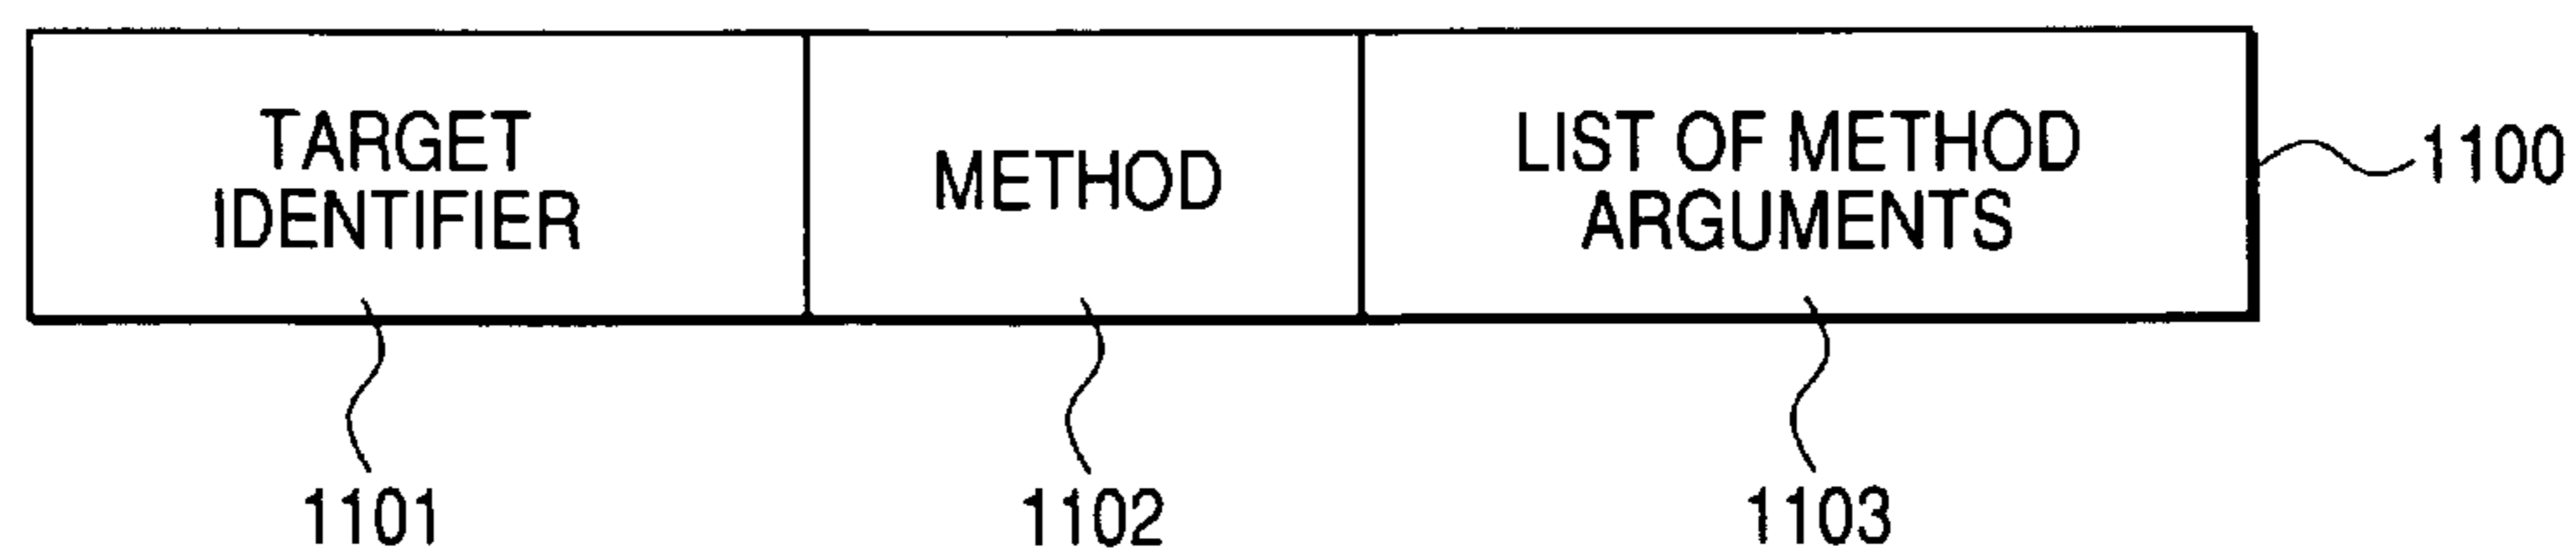 TARGET
IDENTIFIER
METHOD
LIST OF METHOD
ARGUMENTS
1100
1101
1102
1103